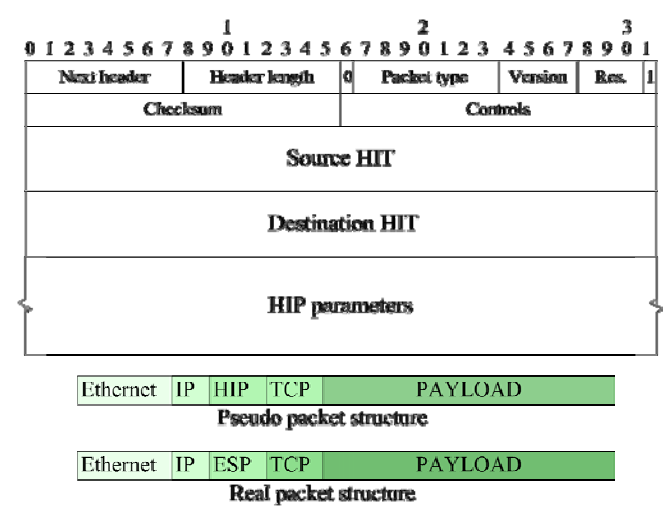 1 2 3
0 1 2 3 4 5 6 7 8 9 0 1 2 3 4 5 6 7 8 9 0 1 2 3 4 5 6 7 8 9 0 1
Next header Header length 0 Packet type Version Res. 1
Checksum Controls
Source HIT
Destination HIT
HIP parameters
Ethernet IP HIP TCP PAYLOAD
Pseudo packet structure
Ethernet IP ESP TCP PAYLOAD
Real packet structure